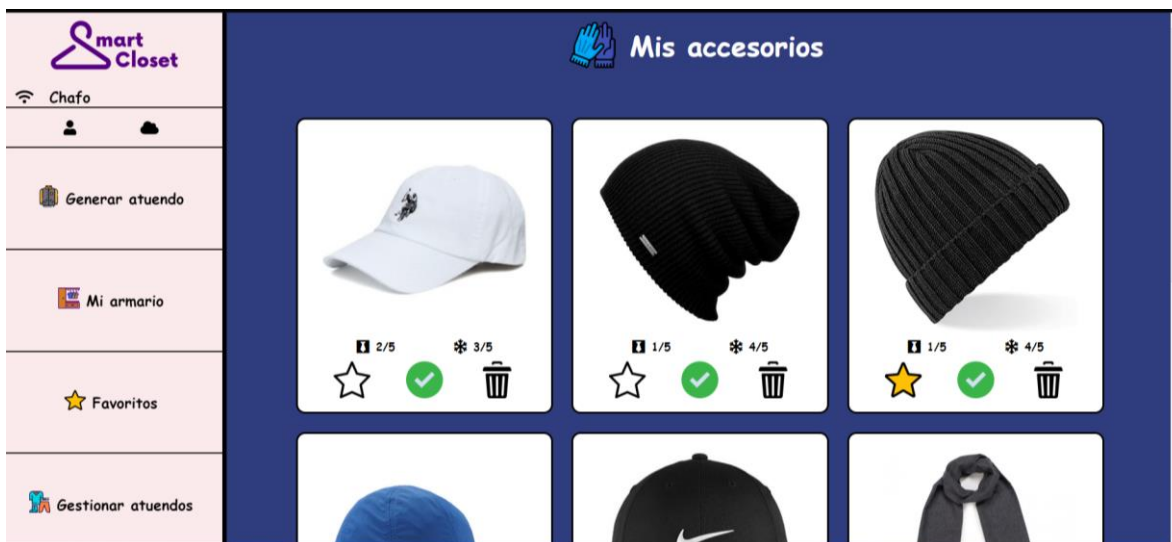 Smart
Closet
Chafo
Generar atuendo
Mi armario
Favoritos
Gestionar atuendos
Mis accesorios
2/5 3/5
1/5 4/5
1/5 4/5